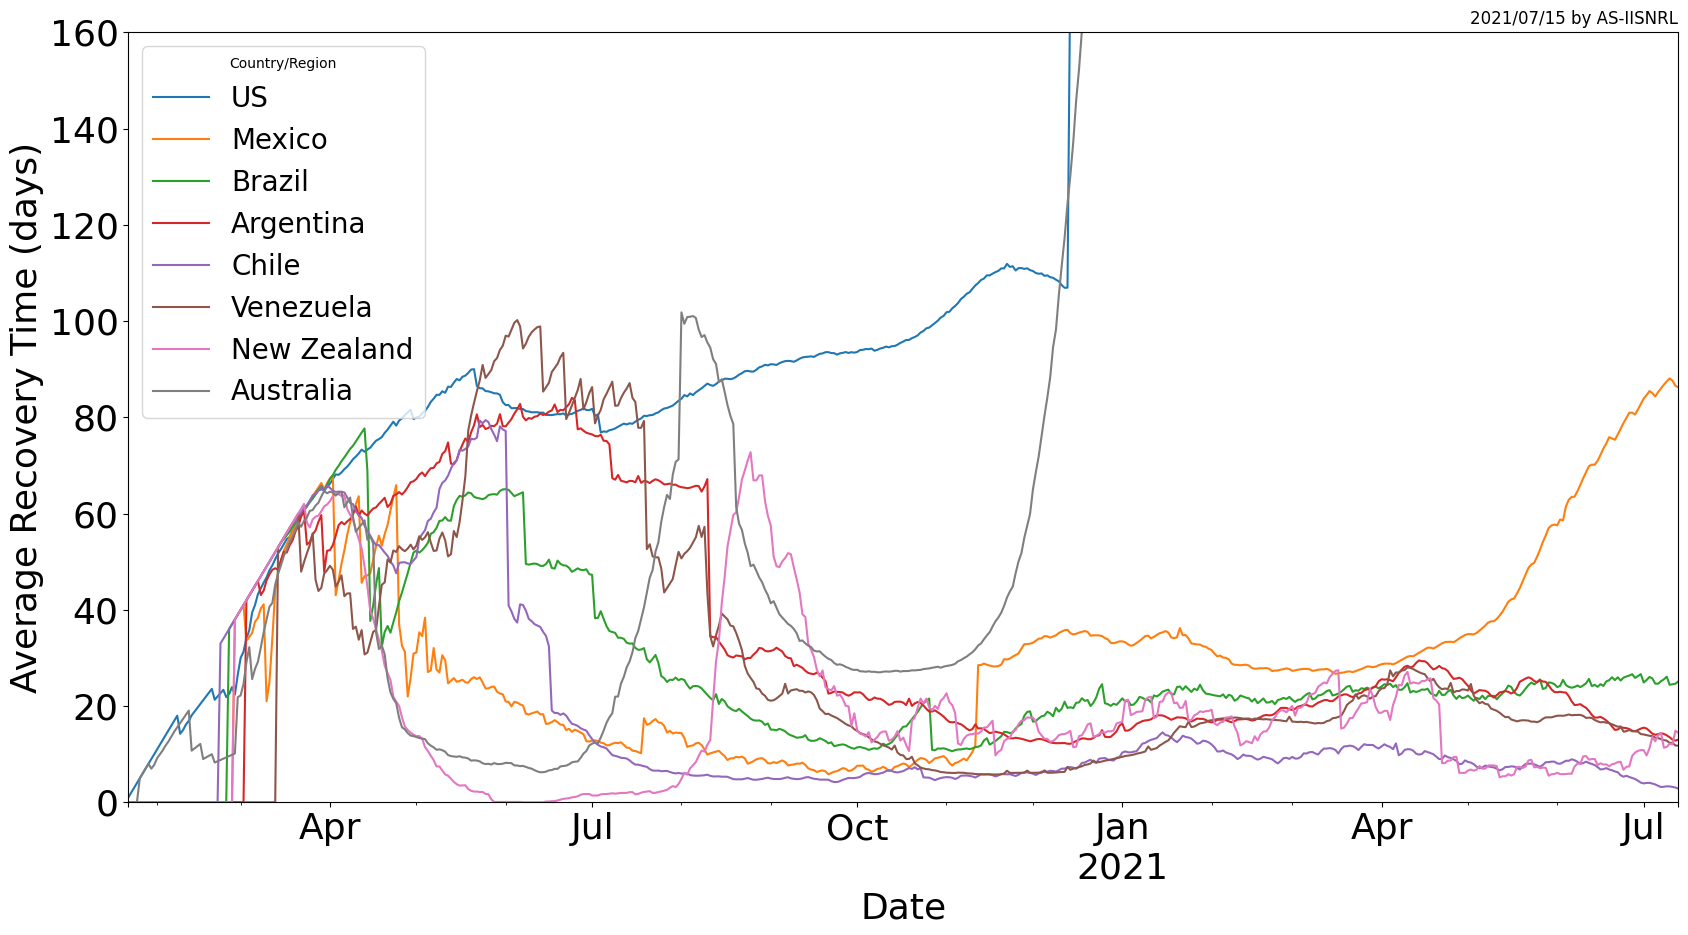 2021/07/15 by AS-IISNRL
Country/Region
US
Mexico
Brazil
Argentina
Chile
Venezuela
New Zealand
Australia
Average Recovery Time (days)
160
140
120
100
80
60
40
20
0
Apr Jul Oct Jan Apr Jul
2021
Date